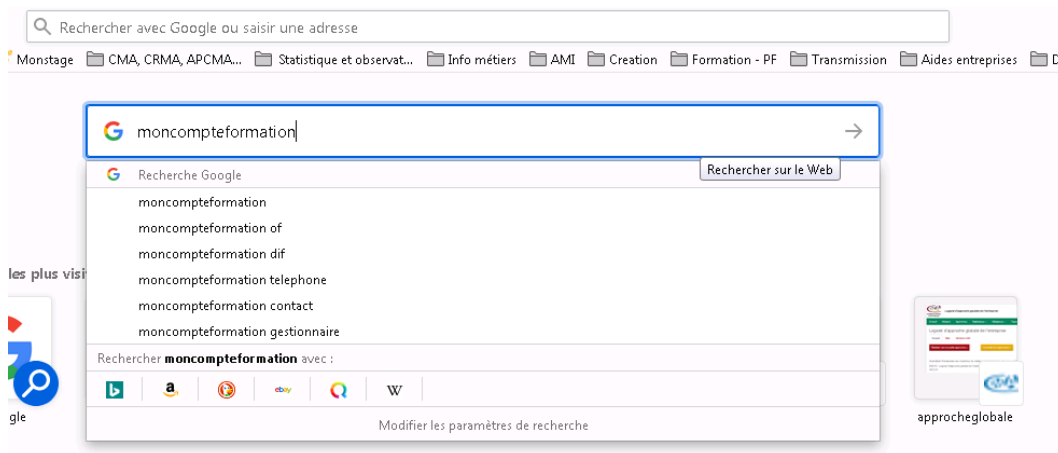 Rechercher avec Google ou saisir une adresse
Monstage CMA, CRMA, APCMA... Statistique et observat... Info métiers AMI Creation Formation - PF Transmission Aides entreprises D
moncompteformation
Rechercher sur le Web
Recherche Google
moncompteformation
moncompteformation of
moncompteformation dif
moncompteformation telephone
moncompteformation contact
moncompteformation gestionnaire
les plus visi
Rechercher moncompteformation avec :
a ebay W
Modifier les paramètres de recherche
gle
approcheglobale